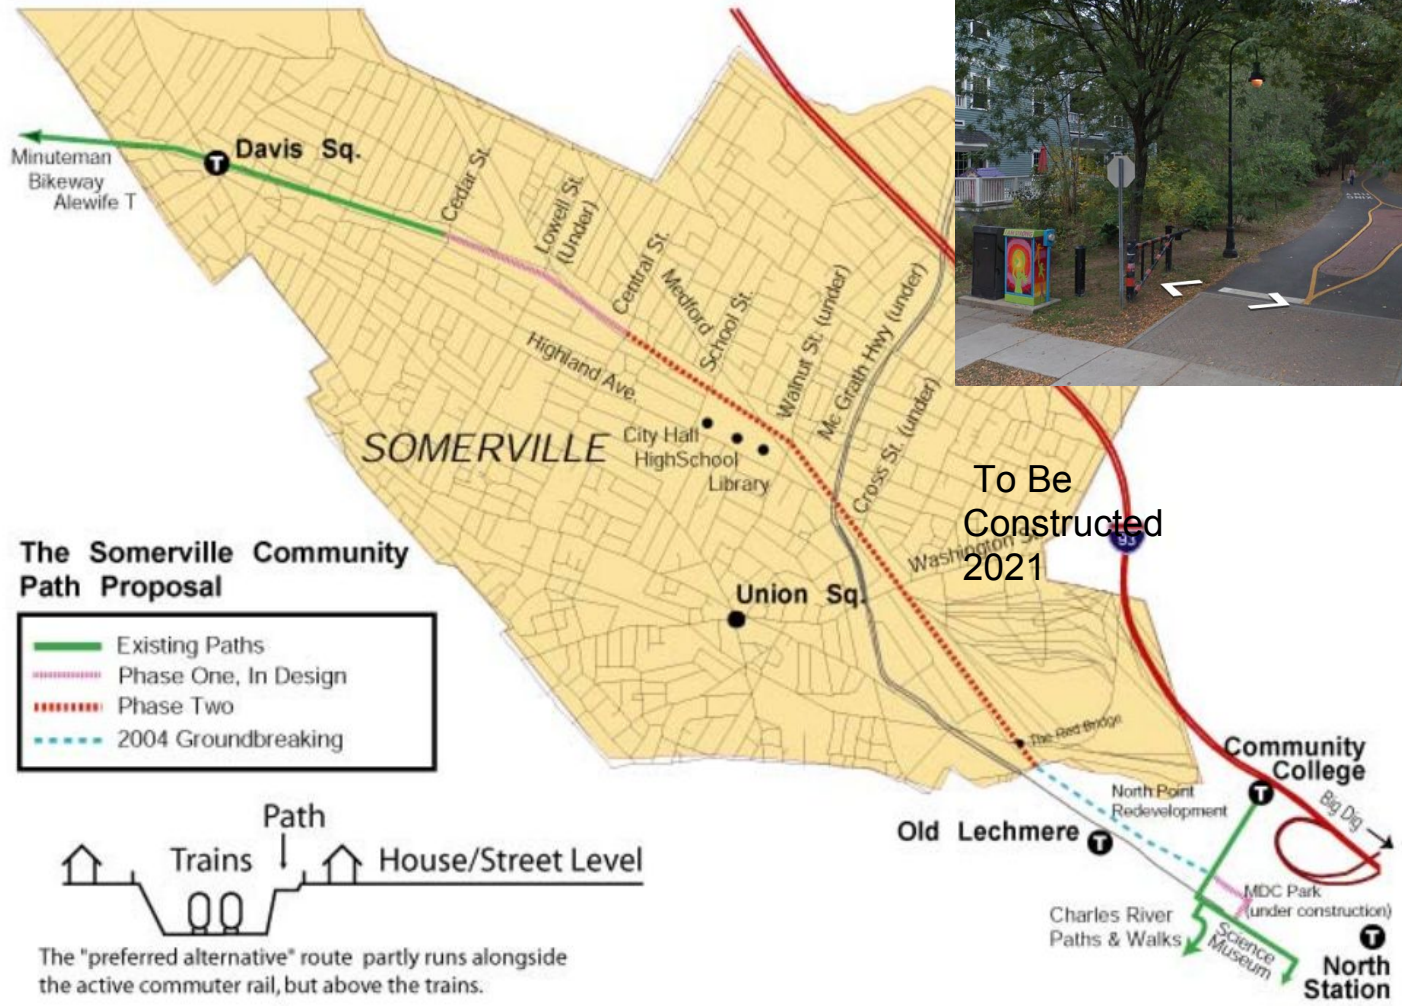 Minuteman
Bikeway
Alewife T
T
Davis Sq.
Cedar St.
Lowell St.
(Under)
Central St.
Medford
School St.
Walnut St. (under)
Mc Grath Hwy (under)
Cross St. (under)
Highland Ave.
SOMERVILLE
City Hall
HighSchool
Library
To Be
Constructed
2021
93
Washington St.
Union Sq.
The Somerville Community
Path Proposal
Existing Paths
Phase One, In Design
Phase Two
2004 Groundbreaking
The Red Bridge
Community
College
T
North Point
Redevelopment
Big Dig
Old Lechmere
T
MDC Park
(under construction)
Charles River
Paths & Walks
Science
Museum
T
North
Station
Path
Trains
House/Street Level
The "preferred alternative" route partly runs alongside
the active commuter rail, but above the trains.